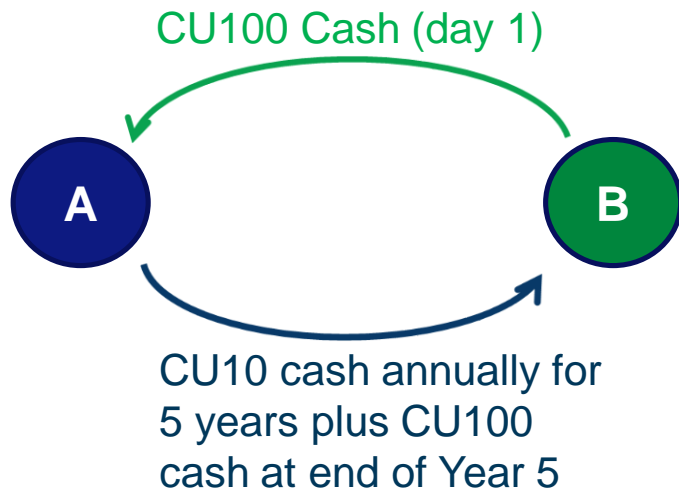 CU100 Cash (day 1)
A
B
CU10 cash annually for
5 years plus CU100
cash at end of Year 5